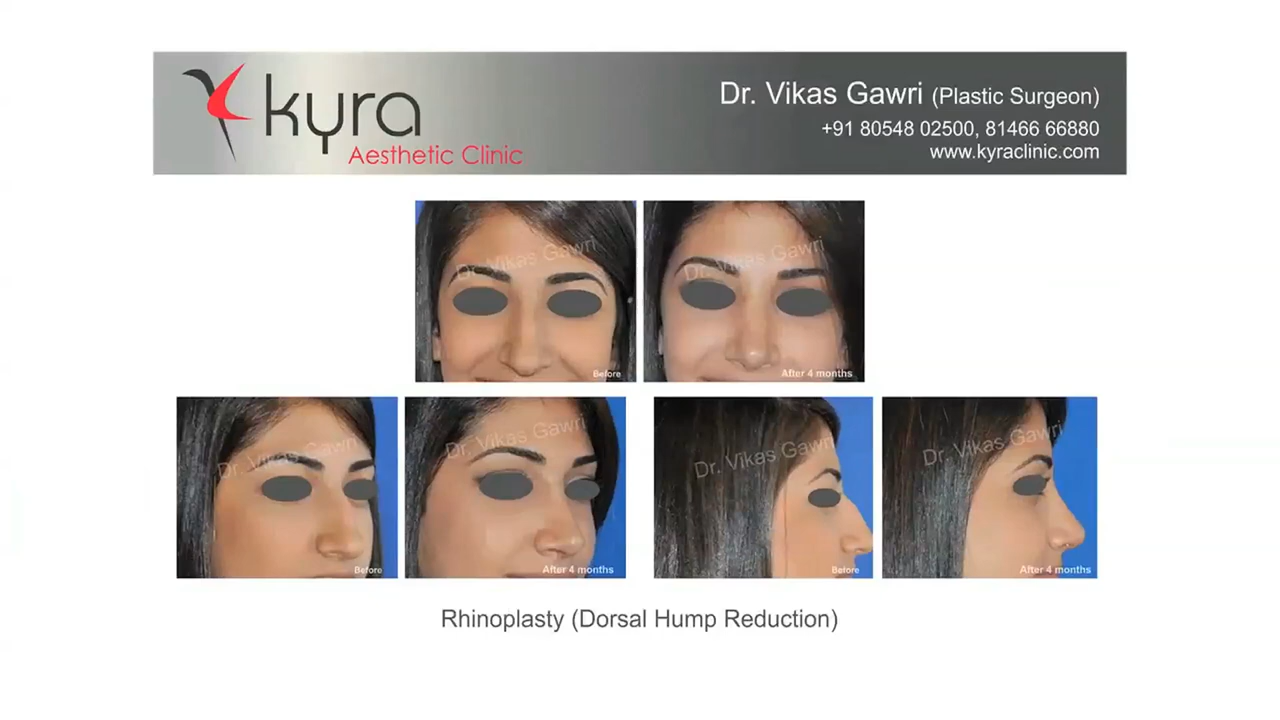 kyra
Aesthetic Clinic
Dr. Vikas Gawri (Plastic Surgeon)
+91 80548 02500, 81466 66880
www.kyraclinic.com
Dr. Vikas Gawri
Before
Dr. Vikas Gawri
After 4 months
Dr. Vikas Gawri
Before
Dr. Vikas Gawri
After 4 months
Dr. Vikas Gawri
Before
Dr. Vikas Gawri
After 4 months
Rhinoplasty (Dorsal Hump Reduction)